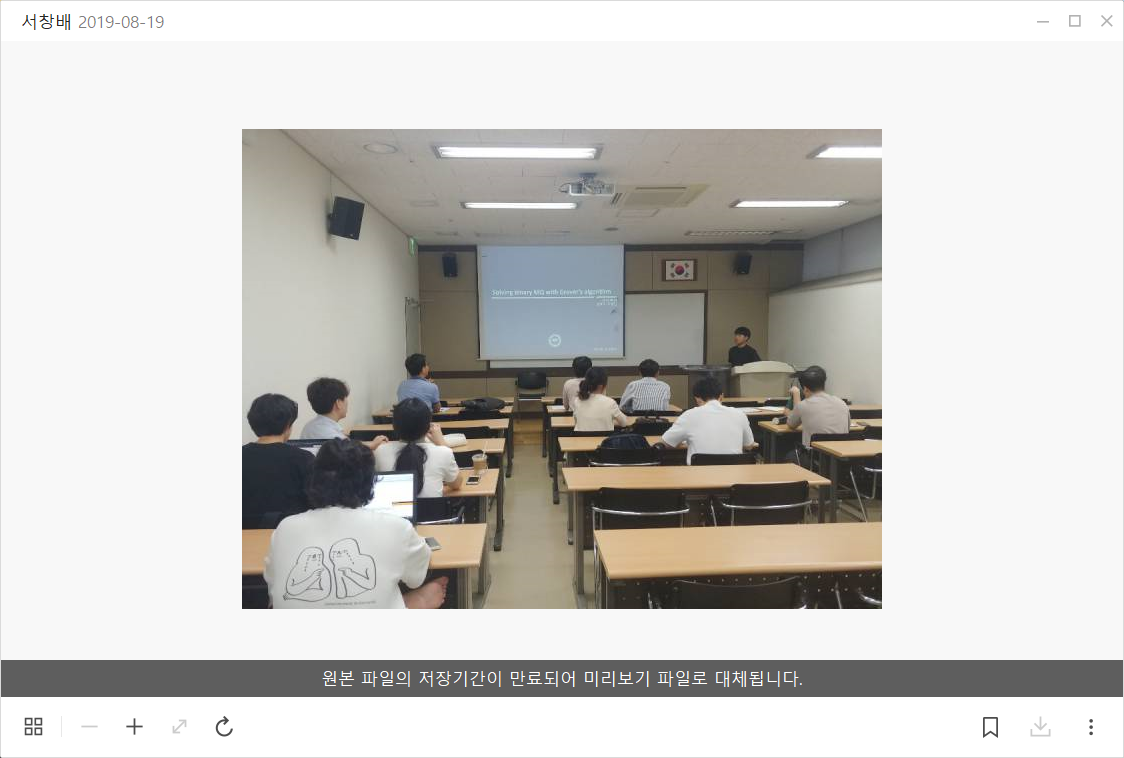 서창배 2019-08-19
Solving binary MQ with Grover's algorithm
원본 파일의 저장기간이 만료되어 미리보기 파일로 대체됩니다.